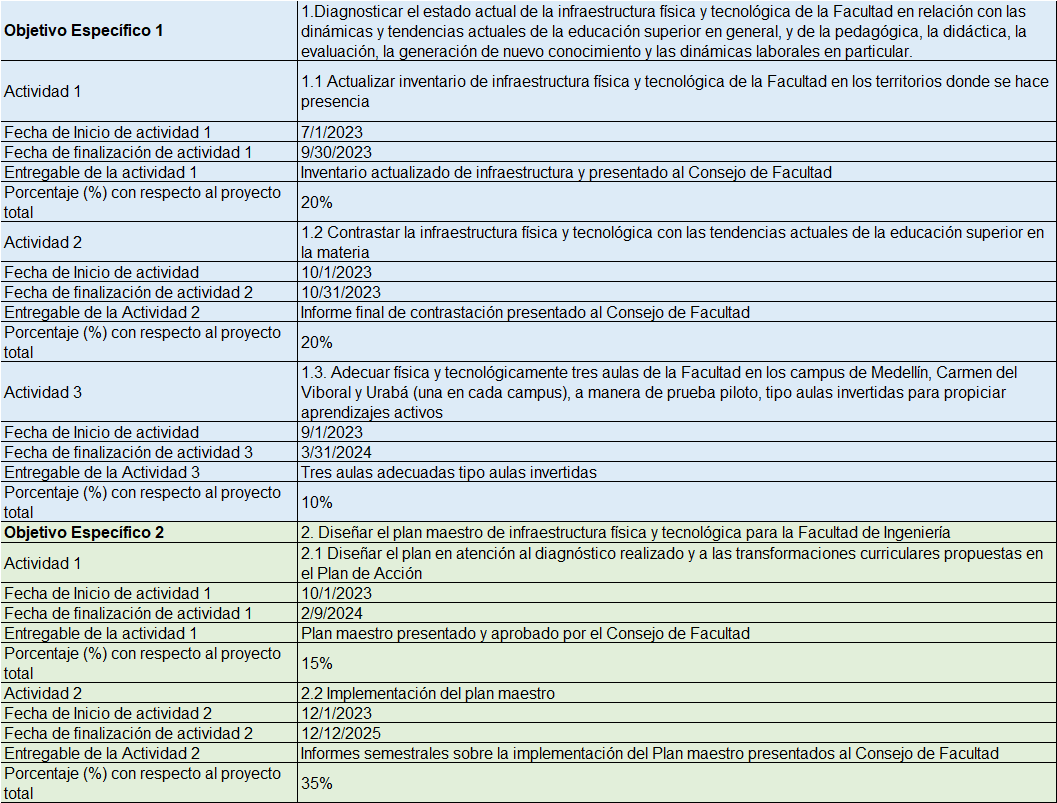 Objetivo Específico 1
1.Diagnosticar el estado actual de la infraestructura física y tecnológica de la Facultad en relación con las
dinámicas y tendencias actuales de la educación superior en general, y de la pedagógica, la didáctica, la
evaluación, la generación de nuevo conocimiento y las dinámicas laborales en particular.
Actividad 1
1.1 Actualizar inventario de infraestructura física y tecnológica de la Facultad en los territorios donde se hace
presencia
Fecha de Inicio de actividad 1
7/1/2023
Fecha de finalización de actividad 1
9/30/2023
Entregable de la actividad 1
Inventario actualizado de infraestructura y presentado al Consejo de Facultad
Porcentaje (%) con respecto al proyecto
total
20%
Actividad 2
1.2 Contrastar la infraestructura física y tecnológica con las tendencias actuales de la educación superior en
la materia
Fecha de Inicio de actividad
10/1/2023
Fecha de finalización de actividad 2
10/31/2023
Entregable de la Actividad 2
Informe final de contrastación presentado al Consejo de Facultad
Porcentaje (%) con respecto al proyecto
total
20%
Actividad 3
1.3. Adecuar física y tecnológicamente tres aulas de la Facultad en los campus de Medellín, Carmen del
Viboral y Urabá (una en cada campus), a manera de prueba piloto, tipo aulas invertidas para propiciar
aprendizajes activos
Fecha de Inicio de actividad
9/1/2023
Fecha de finalización de actividad 3
3/31/2024
Entregable de la Actividad 3
Tres aulas adecuadas tipo aulas invertidas
Porcentaje (%) con respecto al proyecto
total
10%
Objetivo Específico 2
2. Diseñar el plan maestro de infraestructura física y tecnológica para la Facultad de Ingeniería
Actividad 1
2.1 Diseñar el plan en atención al diagnóstico realizado y a las transformaciones curriculares propuestas en
el Plan de Acción
Fecha de Inicio de actividad 1
10/1/2023
Fecha de finalización de actividad 1
2/9/2024
Entregable de la actividad 1
Plan maestro presentado y aprobado por el Consejo de Facultad
Porcentaje (%) con respecto al proyecto
total
15%
Actividad 2
2.2 Implementación del plan maestro
Fecha de Inicio de actividad 2
12/1/2023
Fecha de finalización de actividad 2
12/12/2025
Entregable de la Actividad 2
Informes semestrales sobre la implementación del Plan maestro presentados al Consejo de Facultad
Porcentaje (%) con respecto al proyecto
total
35%